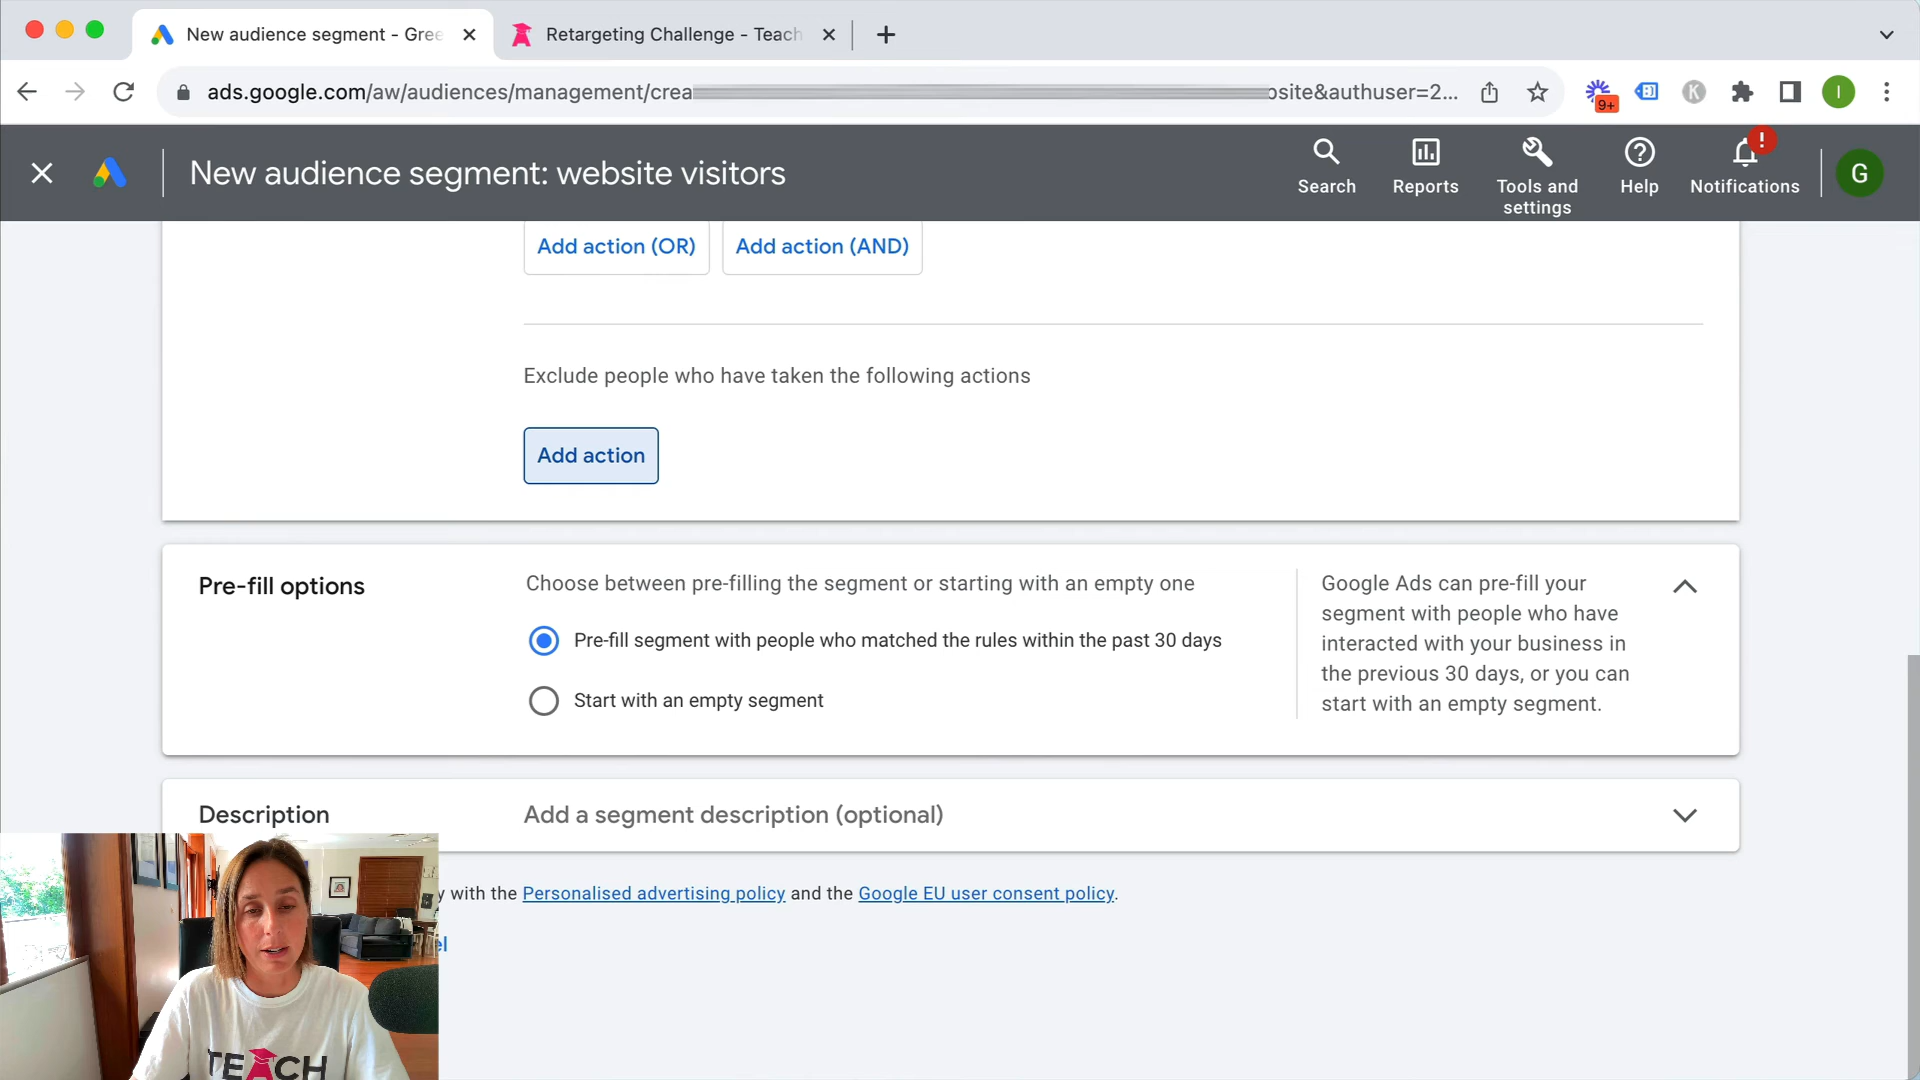 New audience segment - Gree
Retargeting Challenge - Teach
ads.google.com/aw/audiences/management/crea
osite&authuser=2...
9+
K
I
New audience segment: website visitors
Search
Reports
Tools and
settings
Help
!
Notifications
G
Add action (OR)
Add action (AND)
Exclude people who have taken the following actions
Add action
Pre-fill options
Choose between pre-filling the segment or starting with an empty one
Pre-fill segment with people who matched the rules within the past 30 days
Start with an empty segment
Google Ads can pre-fill your
segment with people who have
interacted with your business in
the previous 30 days, or you can
start with an empty segment.
Description
Add a segment description (optional)
y with the Personalised advertising policy and the Google EU user consent policy.
el
TEACH